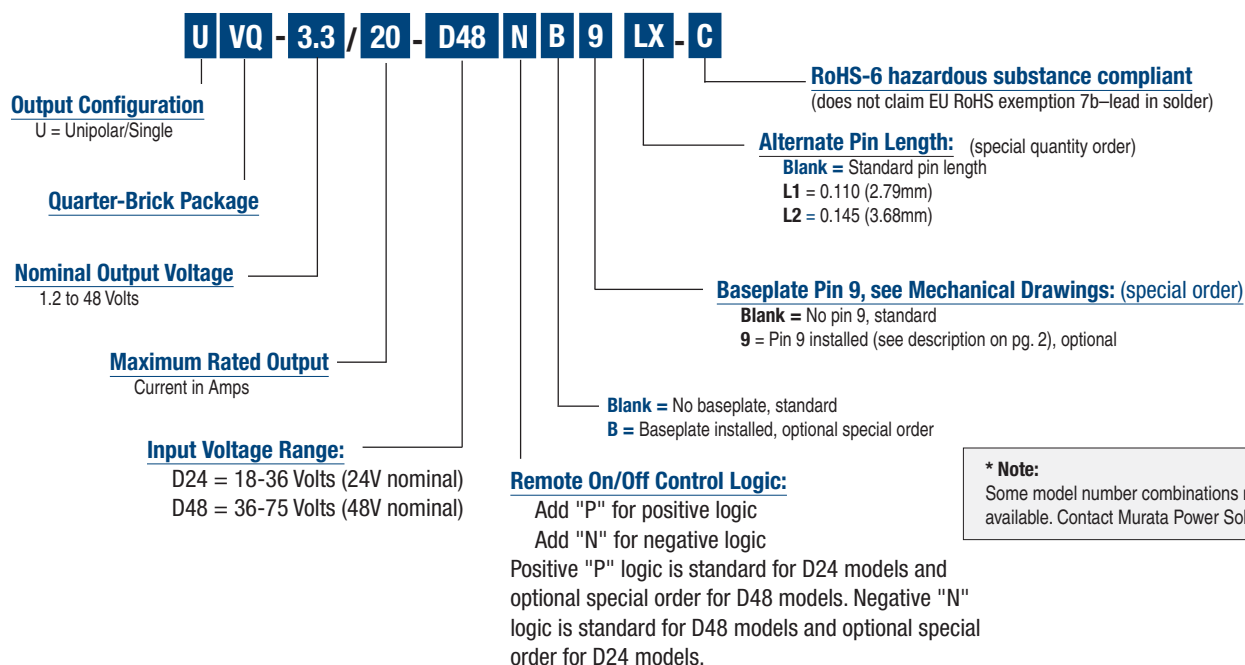 U VQ - 3.3 / 20 - D48 N B 9 LX - C
RoHS-6 hazardous substance compliant
(does not claim EU RoHS exemption 7b–lead in solder)
Output Configuration
U = Unipolar/Single
Alternate Pin Length: (special quantity order)
Blank = Standard pin length
L1 = 0.110 (2.79mm)
L2 = 0.145 (3.68mm)
Quarter-Brick Package
Nominal Output Voltage
1.2 to 48 Volts
Baseplate Pin 9, see Mechanical Drawings: (special order)
Blank = No pin 9, standard
9 = Pin 9 installed (see description on pg. 2), optional
Maximum Rated Output
Current in Amps
Blank = No baseplate, standard
B = Baseplate installed, optional special order
Input Voltage Range:
D24 = 18-36 Volts (24V nominal)
D48 = 36-75 Volts (48V nominal)
Remote On/Off Control Logic:
Add "P" for positive logic
Add "N" for negative logic
Positive "P" logic is standard for D24 models and
optional special order for D48 models. Negative "N"
logic is standard for D48 models and optional special
order for D24 models.
* Note:
Some model number combinations
available. Contact Murata Power